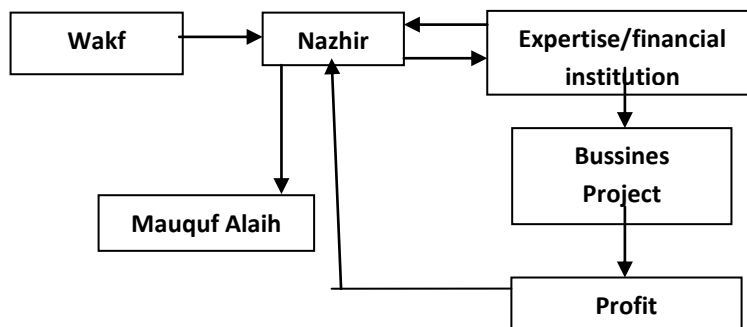 Wakf
Nazhir
Expertise/financial
institution
Bussines
Project
Mauquf Alaih
Profit